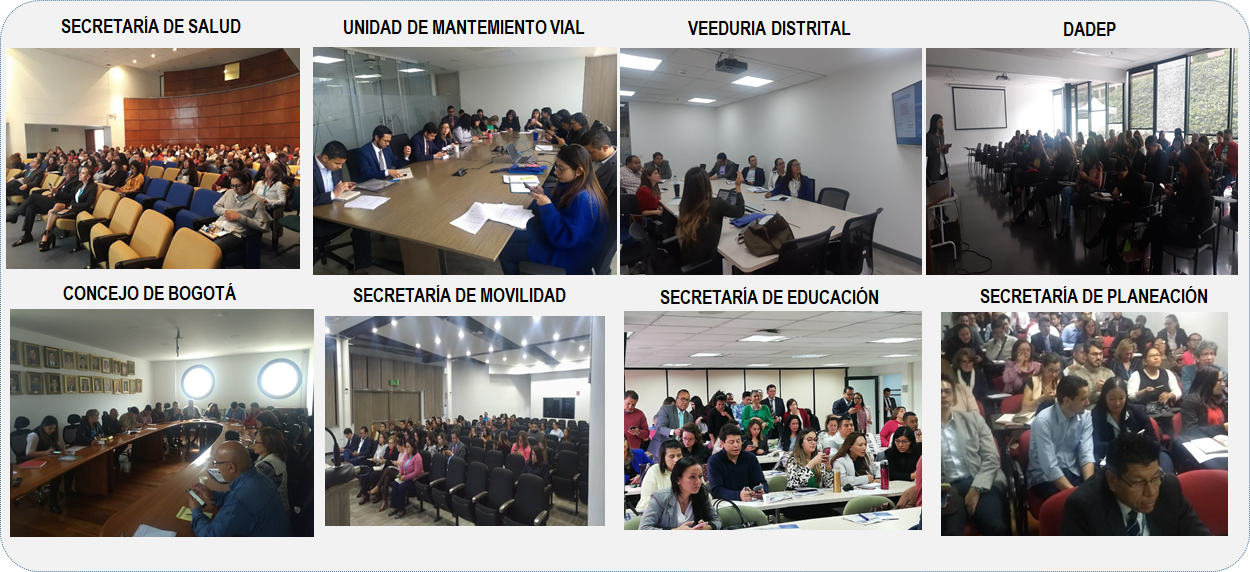 SECRETARÍA DE SALUD
UNIDAD DE MANTEMIENTO VIAL
VEEDURIA DISTRITAL
DADEP
CONCEJO DE BOGOTÁ
SECRETARÍA DE MOVILIDAD
SECRETARÍA DE EDUCACIÓN
SECRETARÍA DE PLANEACIÓN